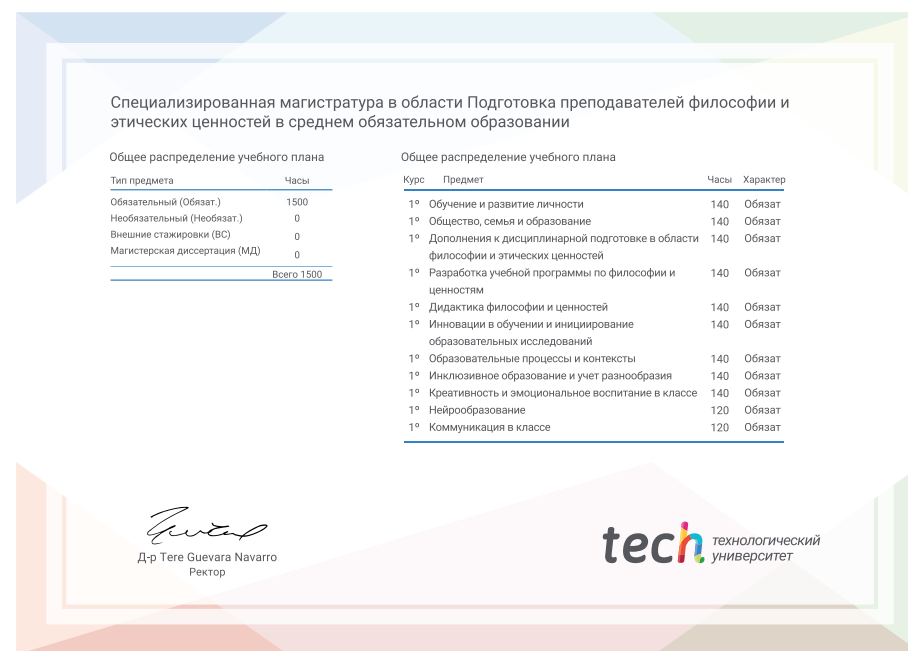 Специализированная магистратура в области Подготовка преподавателей философии и
этических ценностей в среднем обязательном образовании
Общее распределение учебного плана
Тип предмета Часы
Обязательный (Обязат.) 1500
Необязательный (Необязат.) 0
Внешние стажировки (ВС) 0
Магистерская диссертация (МД) 0
Всего 1500
Общее распределение учебного плана
Курс Предмет Часы Характер
1º Обучение и развитие личности 140 Обязат
1º Общество, семья и образование 140 Обязат
1º Дополнения к дисциплинарной подготовке в области 140 Обязат
философии и этических ценностей
1º Разработка учебной программы по философии и 140 Обязат
ценностям
1º Дидактика философии и ценностей 140 Обязат
1º Инновации в обучении и инициирование 140 Обязат
образовательных исследований
1º Образовательные процессы и контексты 140 Обязат
1º Инклюзивное образование и учет разнообразия 140 Обязат
1º Креативность и эмоциональное воспитание в классе 140 Обязат
1º Нейрообразование 120 Обязат
1º Коммуникация в классе 120 Обязат
Д-р Tere Guevara Navarro
Ректор
tech технологический
университет